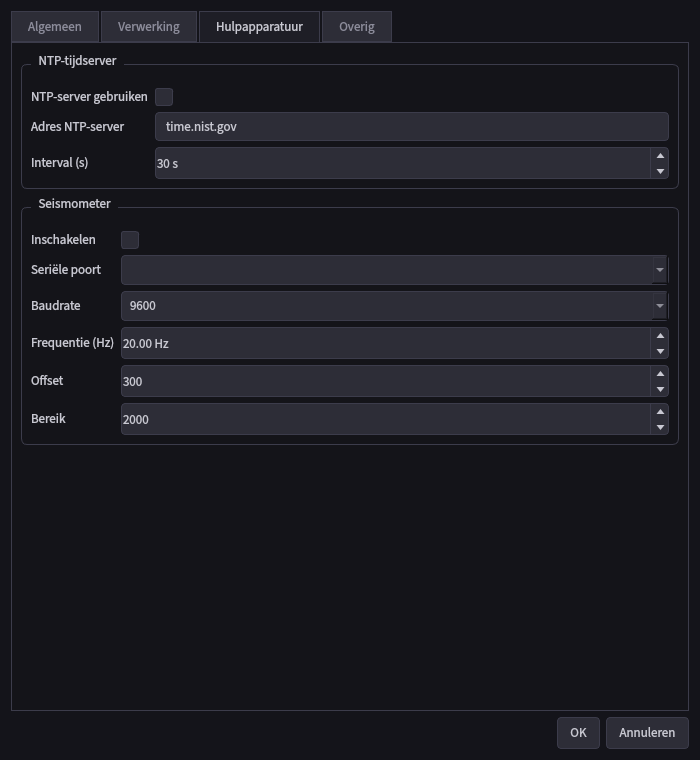 Algemeen Verwerking Hulpapparatuur Overig
NTP-tijdserver
NTP-server gebruiken
Adres NTP-server time.nist.gov
Interval (s) 30 s
Seismometer
Inschakelen
Seriële poort
Baudrate 9600
Frequentie (Hz) 20.00 Hz
Offset 300
Bereik 2000
OK Annuleren